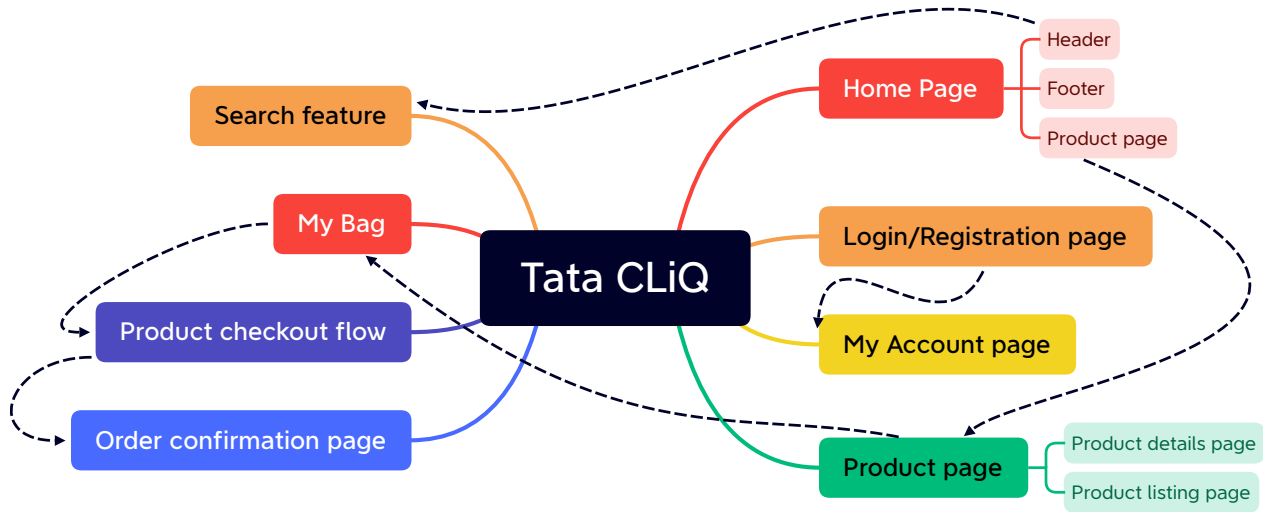 Tata CLiQ
Home Page
Header
Footer
Product page
Login/Registration page
My Account page
Product page
Product details page
Product listing page
Search feature
My Bag
Product checkout flow
Order confirmation page